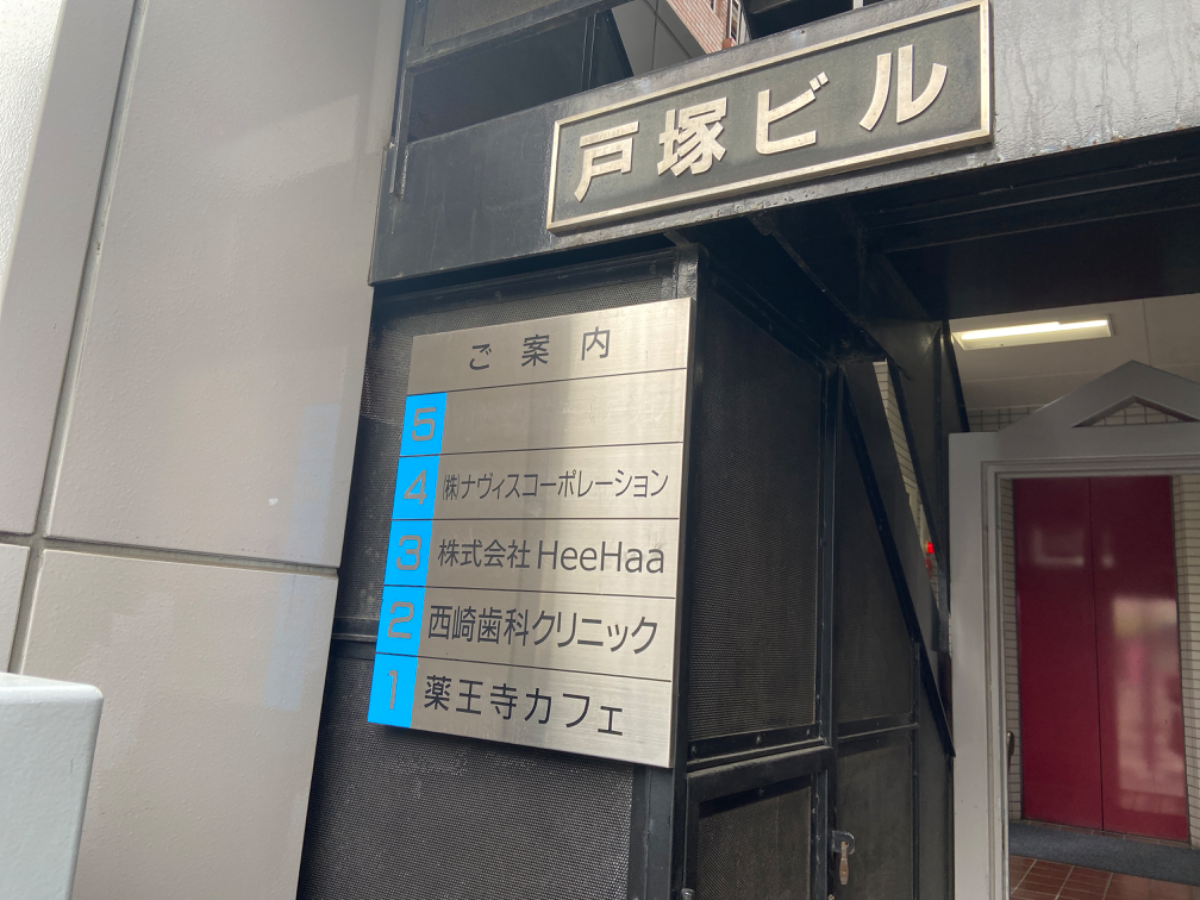 戸塚ビル
ご案内
5
4 ㈱ナヴィスコーポレーション
3 株式会社 HeeHaa
2 西崎歯科クリニック
1 薬王寺カフェ